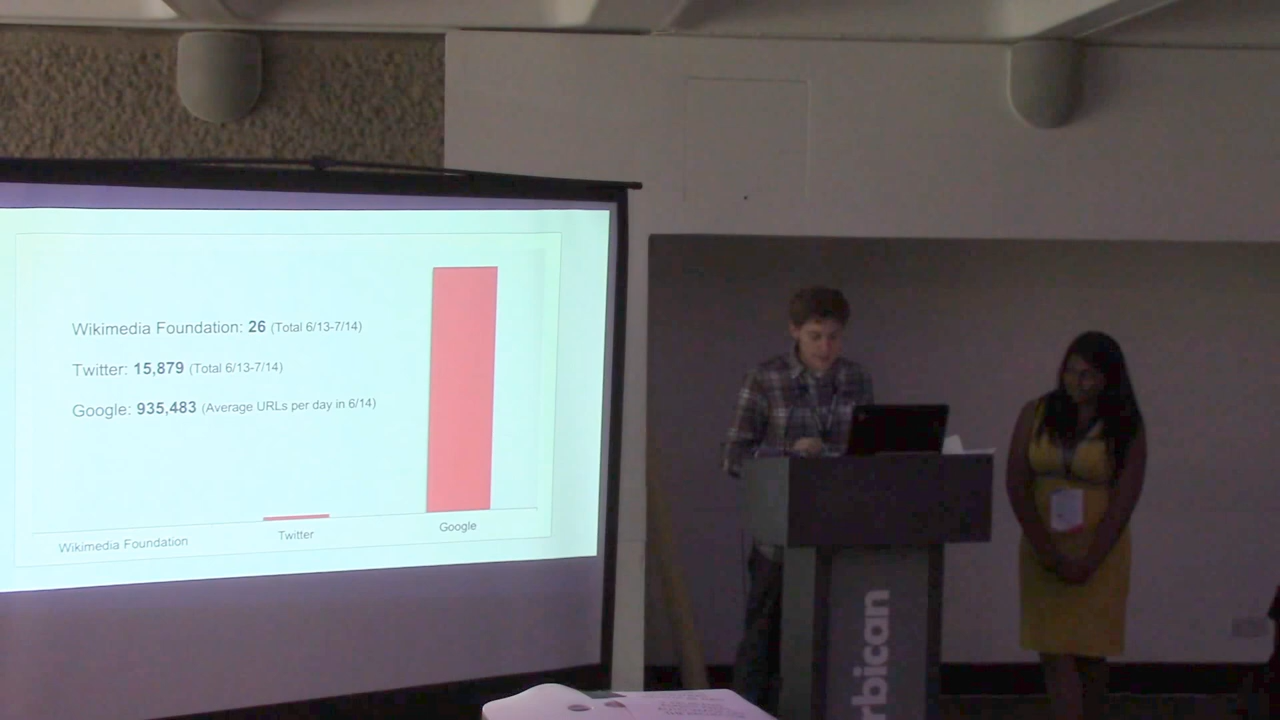 Wikimedia Foundation: 26 (Total 6/13-7/14)
Twitter: 15,879 (Total 6/13-7/14)
Google: 935,483 (Average URLs per day in 6/14)
Wikimedia Foundation
Twitter
Google
rbican